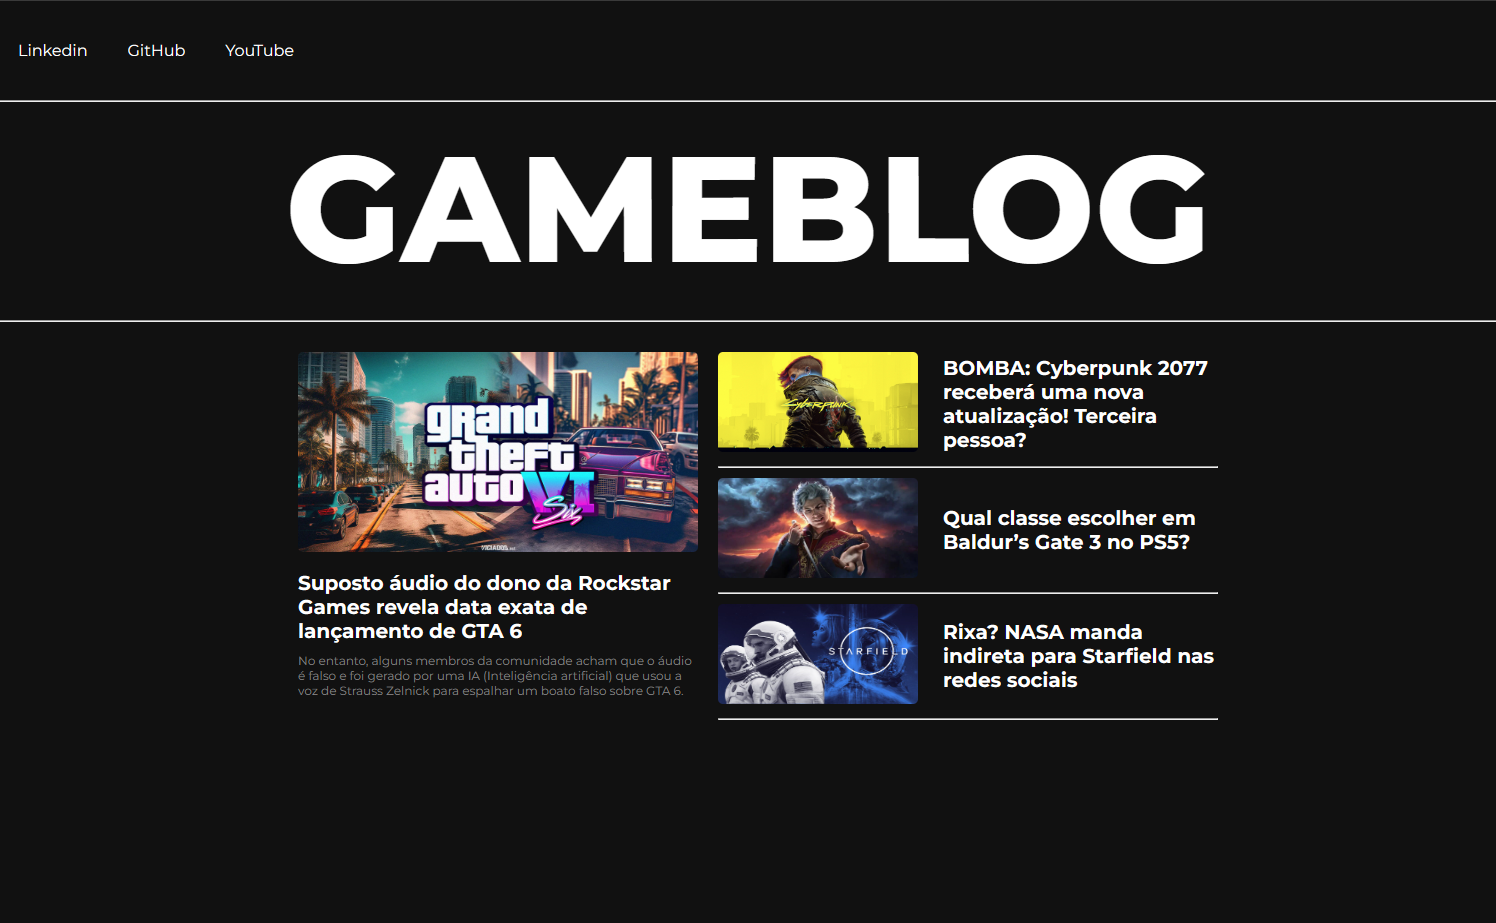 Linkedin GitHub YouTube
GAMEBLOG
grand
theft
auto VI
Six
VICIADOS
Suposto áudio do dono da Rockstar
Games revela data exata de
lançamento de GTA 6
No entanto, alguns membros da comunidade acham que o áudio
é falso e foi gerado por uma IA (Inteligência artificial) que usou a
voz de Strauss Zelnick para espalhar um boato falso sobre GTA 6.
Cyberpunk
BOMBA: Cyberpunk 2077
receberá uma nova
atualização! Terceira
pessoa?
Qual classe escolher em
Baldur’s Gate 3 no PS5?
STARFIELD
Rixa? NASA manda
indireta para Starfield nas
redes sociais